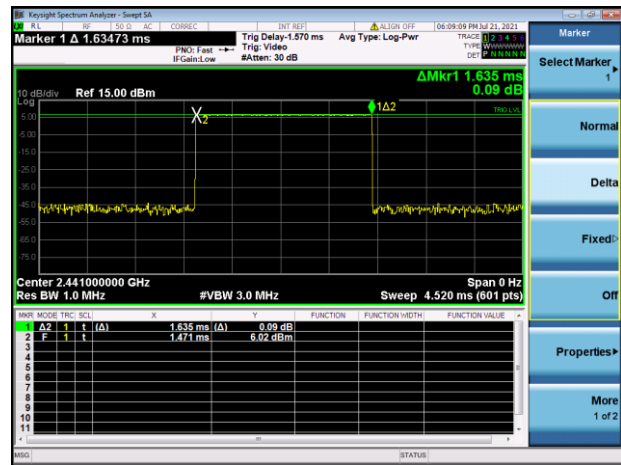 Keysight Spectrum Analyzer - Swept SA
RL RF 50 Ω AC CORREC INT REF ALIGN OFF 06:09:09 PM Jul 21, 2021
Marker 1 Δ 1.63473 ms
Trig Delay-1.570 ms Avg Type: Log-Pwr TRACE 1 2 3 4 5 6
PNO: Fast Trig: Video TYPE WWWWWW
IFGain:Low #Atten: 30 dB DET P N N N N N
ΔMkr1 1.635 ms
10 dB/div Ref 15.00 dBm 0.09 dB
Log
1Δ2
TRIG LVL
5.00
2
-5.00
-15.0
-25.0
-35.0
-45.0
-55.0
-65.0
-75.0
Center 2.441000000 GHz Span 0 Hz
Res BW 1.0 MHz #VBW 3.0 MHz Sweep 4.520 ms (601 pts)
MKR MODE TRC SCL X Y FUNCTION FUNCTION WIDTH FUNCTION VALUE
1 Δ2 1 t (Δ) 1.635 ms (Δ) 0.09 dB
2 F 1 t 1.471 ms 6.02 dBm
3
4
5
6
7
8
9
10
11
MSG STATUS
Marker
Select Marker
1
Normal
Delta
Fixed
Off
Properties
More
1 of 2